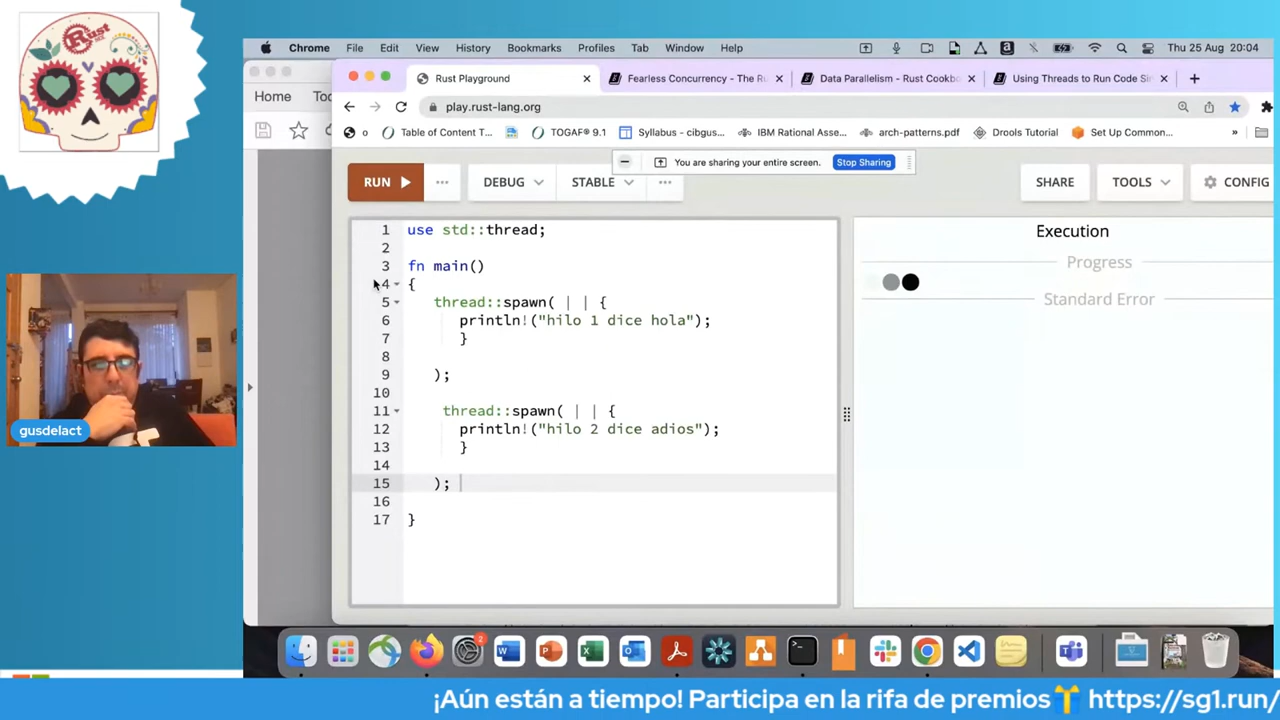 Rust
MX
Chrome File Edit View History Bookmarks Profiles Tab Window Help Thu 25 Aug 20:04
Rust Playground Fearless Concurrency - The Ru Data Parallelism - Rust Cookbo Using Threads to Run Code Sim
Home Too
play.rust-lang.org
o Table of Content T... TOGAF® 9.1 Syllabus - cibgus... IBM Rational Asse... arch-patterns.pdf Drools Tutorial Set Up Common... »
You are sharing your entire screen. Stop Sharing
RUN ... DEBUG STABLE ... SHARE TOOLS CONFIG
1 use std::thread;
2
3 fn main()
4 {
5 thread::spawn( | | {
6 println!("hilo 1 dice hola");
7 }
8
9 );
10
11 thread::spawn( | | {
12 println!("hilo 2 dice adios");
13 }
14
15 );
16
17 }
Execution
Progress
Standard Error
gusdelact
2
¡Aún están a tiempo! Participa en la rifa de premios🎁 https://sg1.run/